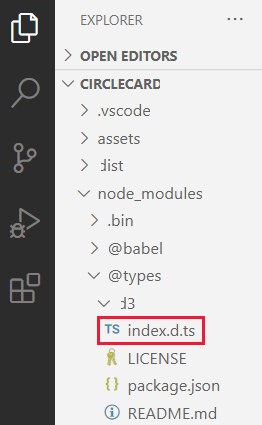 EXPLORER
OPEN EDITORS
CIRCLECARD
.vscode
assets
dist
node_modules
.bin
@babel
@types
d3
TS index.d.ts
LICENSE
package.json
README.md